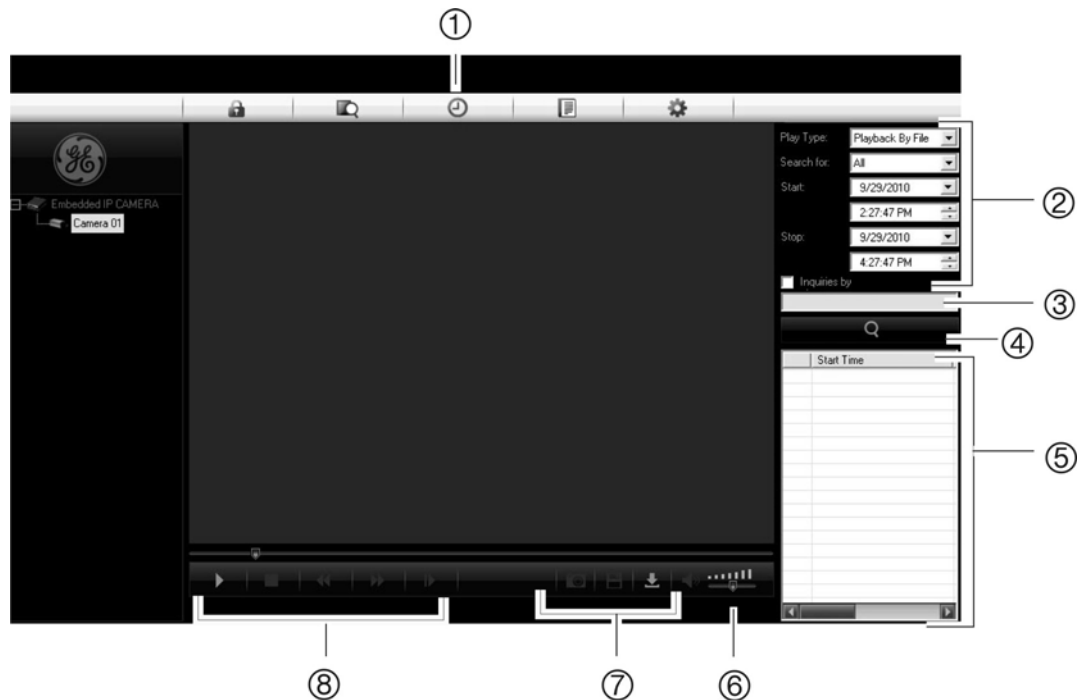 ①
GE
Embedded IP CAMERA
Camera 01
Play Type: Playback By File
Search for: All
Start: 9/29/2010
2:27:47 PM
Stop: 9/29/2010
4:27:47 PM
Inquiries by
②
③
④
Start Time
⑤
⑧
⑦
⑥